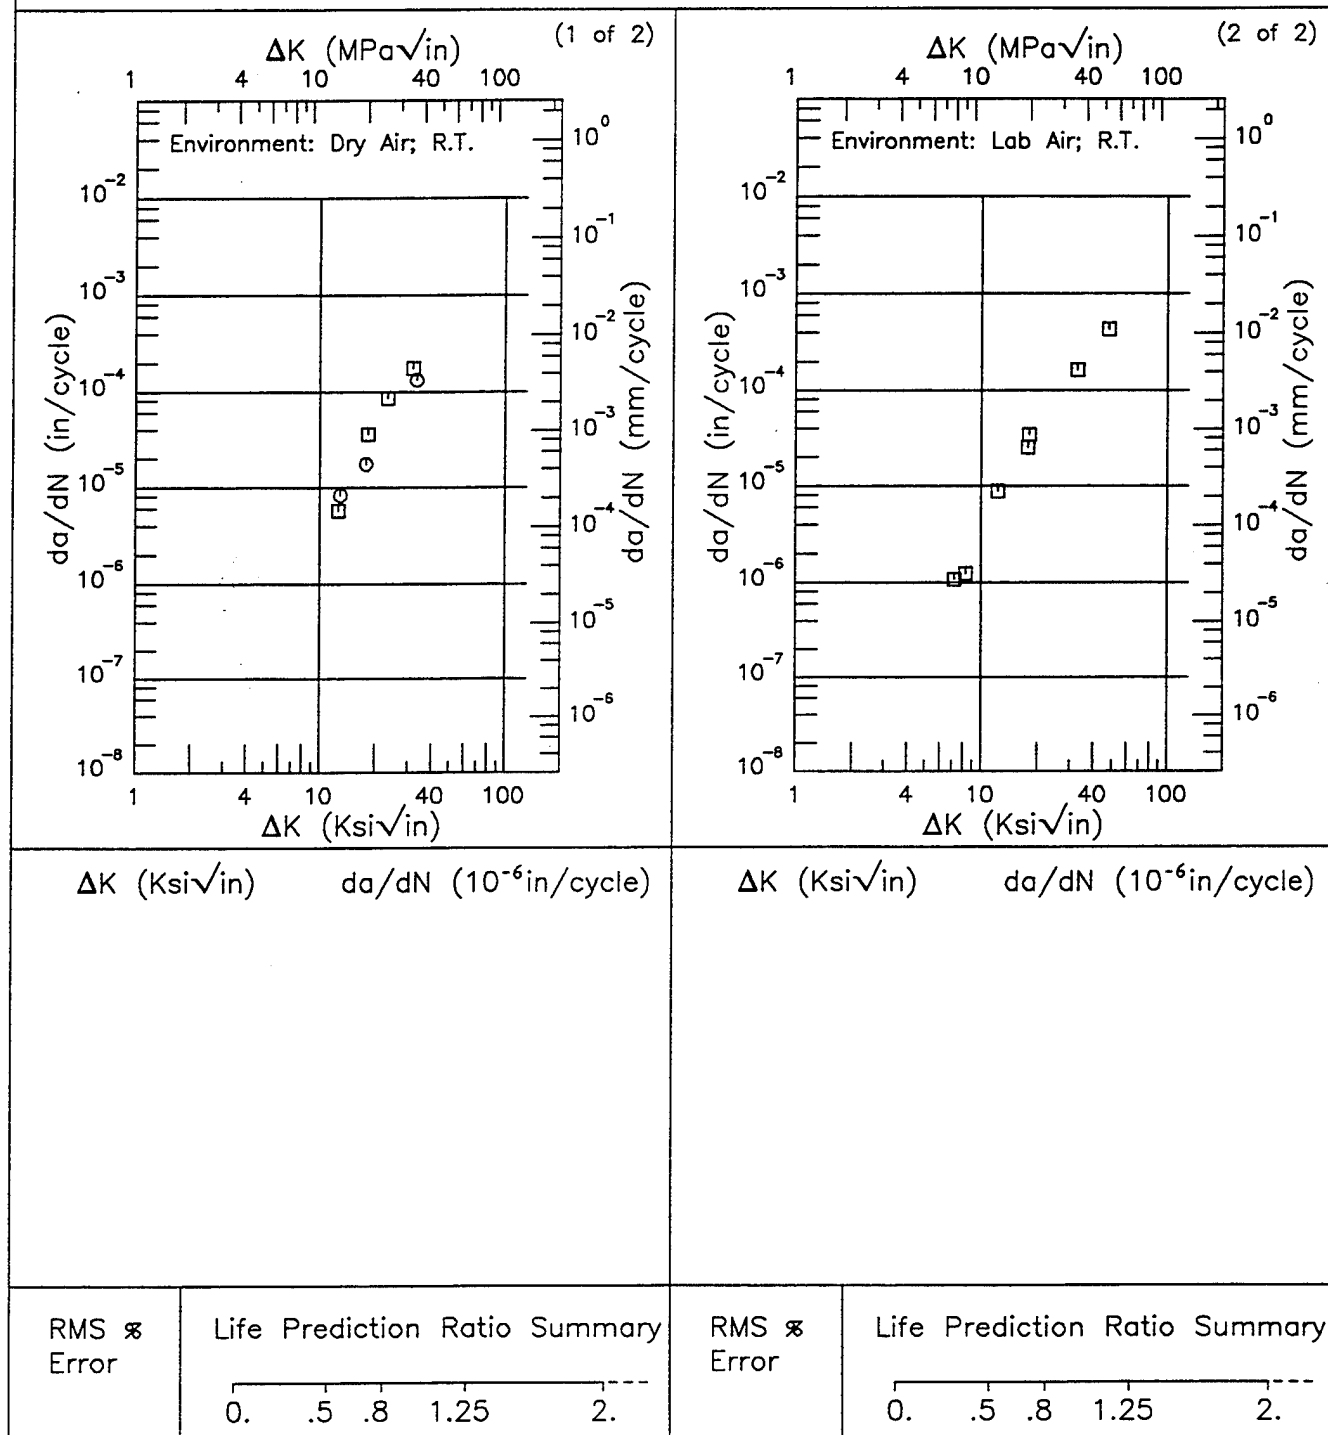 (1 of 2)
ΔK (MPa√in)
1 4 10 40 100
Environment: Dry Air; R.T.
da/dN (in/cycle)
10⁻²
10⁻³
10⁻⁴
10⁻⁵
10⁻⁶
10⁻⁷
10⁻⁸
10⁰
10⁻¹
10⁻²
10⁻³
10⁻⁴
10⁻⁵
10⁻⁶
da/dN (mm/cycle)
1 4 10 40 100
ΔK (Ksi√in)
(2 of 2)
ΔK (MPa√in)
1 4 10 40 100
Environment: Lab Air; R.T.
da/dN (in/cycle)
10⁻²
10⁻³
10⁻⁴
10⁻⁵
10⁻⁶
10⁻⁷
10⁻⁸
10⁰
10⁻¹
10⁻²
10⁻³
10⁻⁴
10⁻⁵
10⁻⁶
da/dN (mm/cycle)
1 4 10 40 100
ΔK (Ksi√in)
ΔK (Ksi√in) da/dN (10⁻⁶in/cycle)
ΔK (Ksi√in) da/dN (10⁻⁶in/cycle)
RMS %
Error
Life Prediction Ratio Summary
0. .5 .8 1.25 2.
RMS %
Error
Life Prediction Ratio Summary
0. .5 .8 1.25 2.